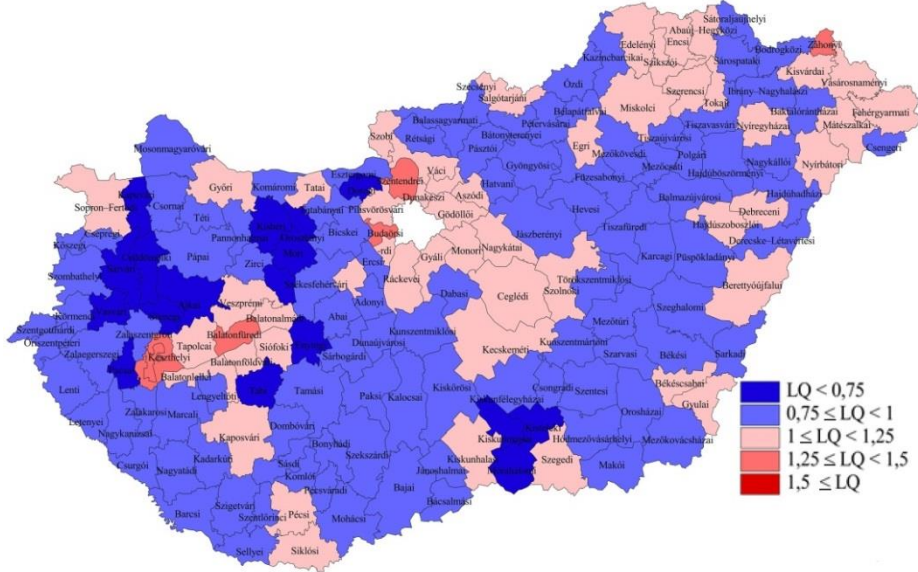 Sátoraljaújhelyi
Abaúj–Hegyközi
Edelényi
Encsi
Záhonyi
Kazincbarcikai
Szikszói
Sárospataki
Bodrogközi
Kisvárdai
Vásárosnaményi
Szécsényi
Salgótarjáni
Ózdi
Szerencsi
Ibrány–Nagyhalászi
Miskolci
Tokaji
Baktalórántházai
Fehérgyarmati
Balassagyarmati
Bélapátfalvai
Nyíregyházai
Mátészalkai
Szobi
Rétsági
Bátonyterenyei
Pétervásárai
Tiszaújvárosi
Tiszavasvári
Csengeri
Mosonmagyaróvári
Pásztói
Egri
Mezőkövesdi
Polgári
Nagykállói
Nyírbátori
Esztergomi
Szentendrei
Váci
Gyöngyösi
Mezőcsáti
Hajdúböszörményi
Győri
Komáromi
Tatai
Dunakeszi
Aszódi
Hatvani
Füzesabonyi
Hajdúhadházi
Sopron–Fertődi
Csornai
Tatabányai
Pilisvörösvári
Gödöllői
Hevesi
Balmazújvárosi
Debreceni
Téti
Hajdúszoboszlói
Csepregi
Pannonhalmi
Bicskei
Budaörsi
Jászberényi
Tiszafüredi
Derecske–Létavértesi
Kőszegi
Pápai
Zirci
Gyáli
Monori
Nagykátai
Karcagi
Püspökladányi
Szombathelyi
Ercsi
Ráckevei
Törökszentmiklósi
Berettyóújfalui
Székesfehérvári
Adonyi
Dabasi
Ceglédi
Szolnoki
Körmendi
Veszprémi
Szeghalomi
Szentgotthárdi
Abai
Balatonalmádi
Mezőtúri
Őriszentpéteri
Zalaszentgróti
Balatonfüredi
Kunszentmiklósi
Kunszentmártoni
Zalaegerszegi
Tapolcai
Siófoki
Dunaújvárosi
Kecskeméti
Szarvasi
Békési
Sarkadi
Keszthelyi
Balatonföldvári
Sárbogárdi
Balatonlellei
Lengyeltóti
Tabi
Tamási
Paksi
Kalocsai
Kiskőrösi
Kiskunfélegyházai
Csongrádi
Szentesi
Békéscsabai
Lenti
Zalakarosi
Marcali
Orosházai
Gyulai
Letenyei
Kaposvári
Dombóvári
Kisteleki
Hódmezővásárhelyi
Mezőkovácsházai
Nagykanizsai
Bonyhádi
Szekszárdi
Kiskunhalasi
Szegedi
Makói
Csurgói
Nagyatádi
Kadarkúti
Sásdi
Komlói
Jánoshalmai
Pécsváradi
Bajai
Bácsalmási
Barcsi
Szigetvári
Szentlőrinci
Pécsi
Mohácsi
Sellyei
Siklósi
LQ < 0,75
0,75 ≤ LQ < 1
1 ≤ LQ < 1,25
1,25 ≤ LQ < 1,5
1,5 ≤ LQ